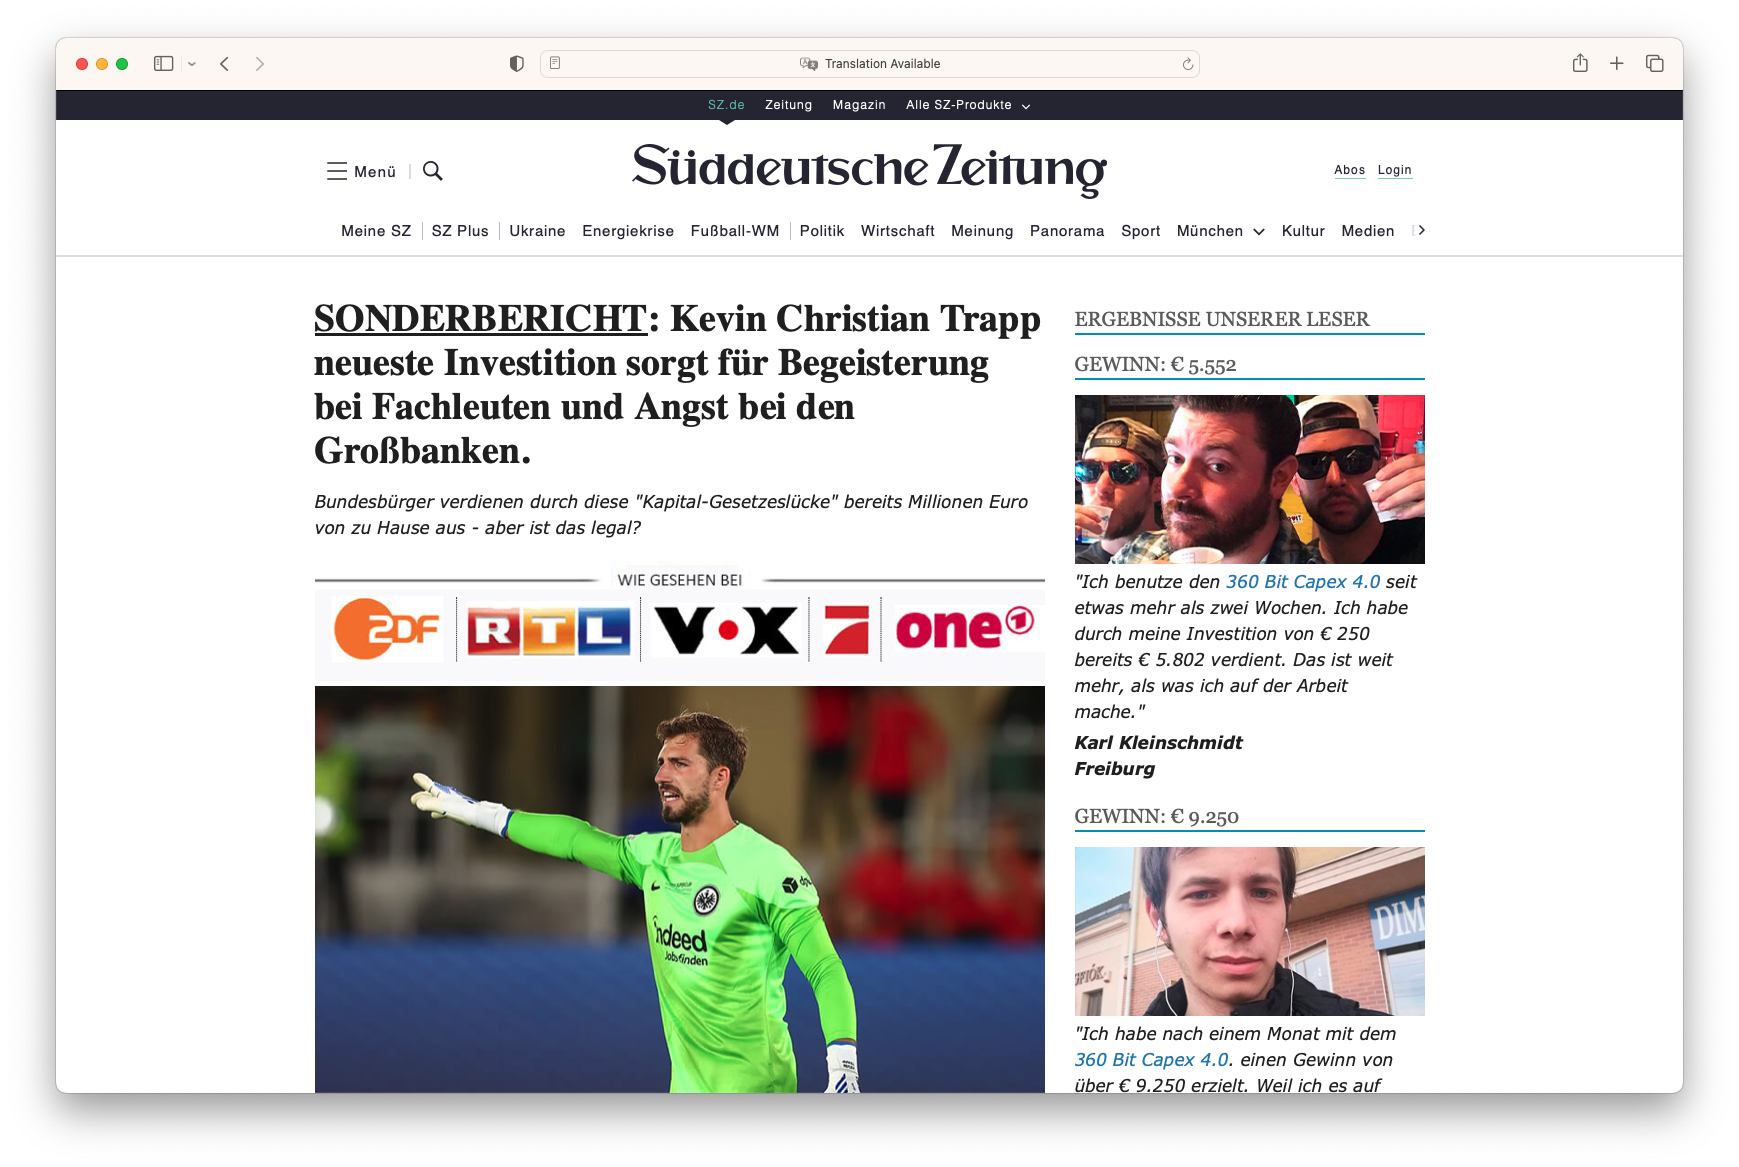 Translation Available
SZ.de Zeitung Magazin Alle SZ-Produkte
Menü
Süddeutsche Zeitung
Abos Login
Meine SZ SZ Plus Ukraine Energiekrise Fußball-WM Politik Wirtschaft Meinung Panorama Sport München Kultur Medien
SONDERBERICHT: Kevin Christian Trapp
neueste Investition sorgt für Begeisterung
bei Fachleuten und Angst bei den
Großbanken.
Bundesbürger verdienen durch diese "Kapital-Gesetzeslücke" bereits Millionen Euro
von zu Hause aus - aber ist das legal?
WIE GESEHEN BEI
ZDF RTL VOX 7 one 1
indeed
Jobsfinden
ERGEBNISSE UNSERER LESER
GEWINN: € 5.552
"Ich benutze den 360 Bit Capex 4.0 seit
etwas mehr als zwei Wochen. Ich habe
durch meine Investition von € 250
bereits € 5.802 verdient. Das ist weit
mehr, als was ich auf der Arbeit
mache."
Karl Kleinschmidt
Freiburg
GEWINN: € 9.250
DIM
"Ich habe nach einem Monat mit dem
360 Bit Capex 4.0. einen Gewinn von
über € 9.250 erzielt. Weil ich es auf